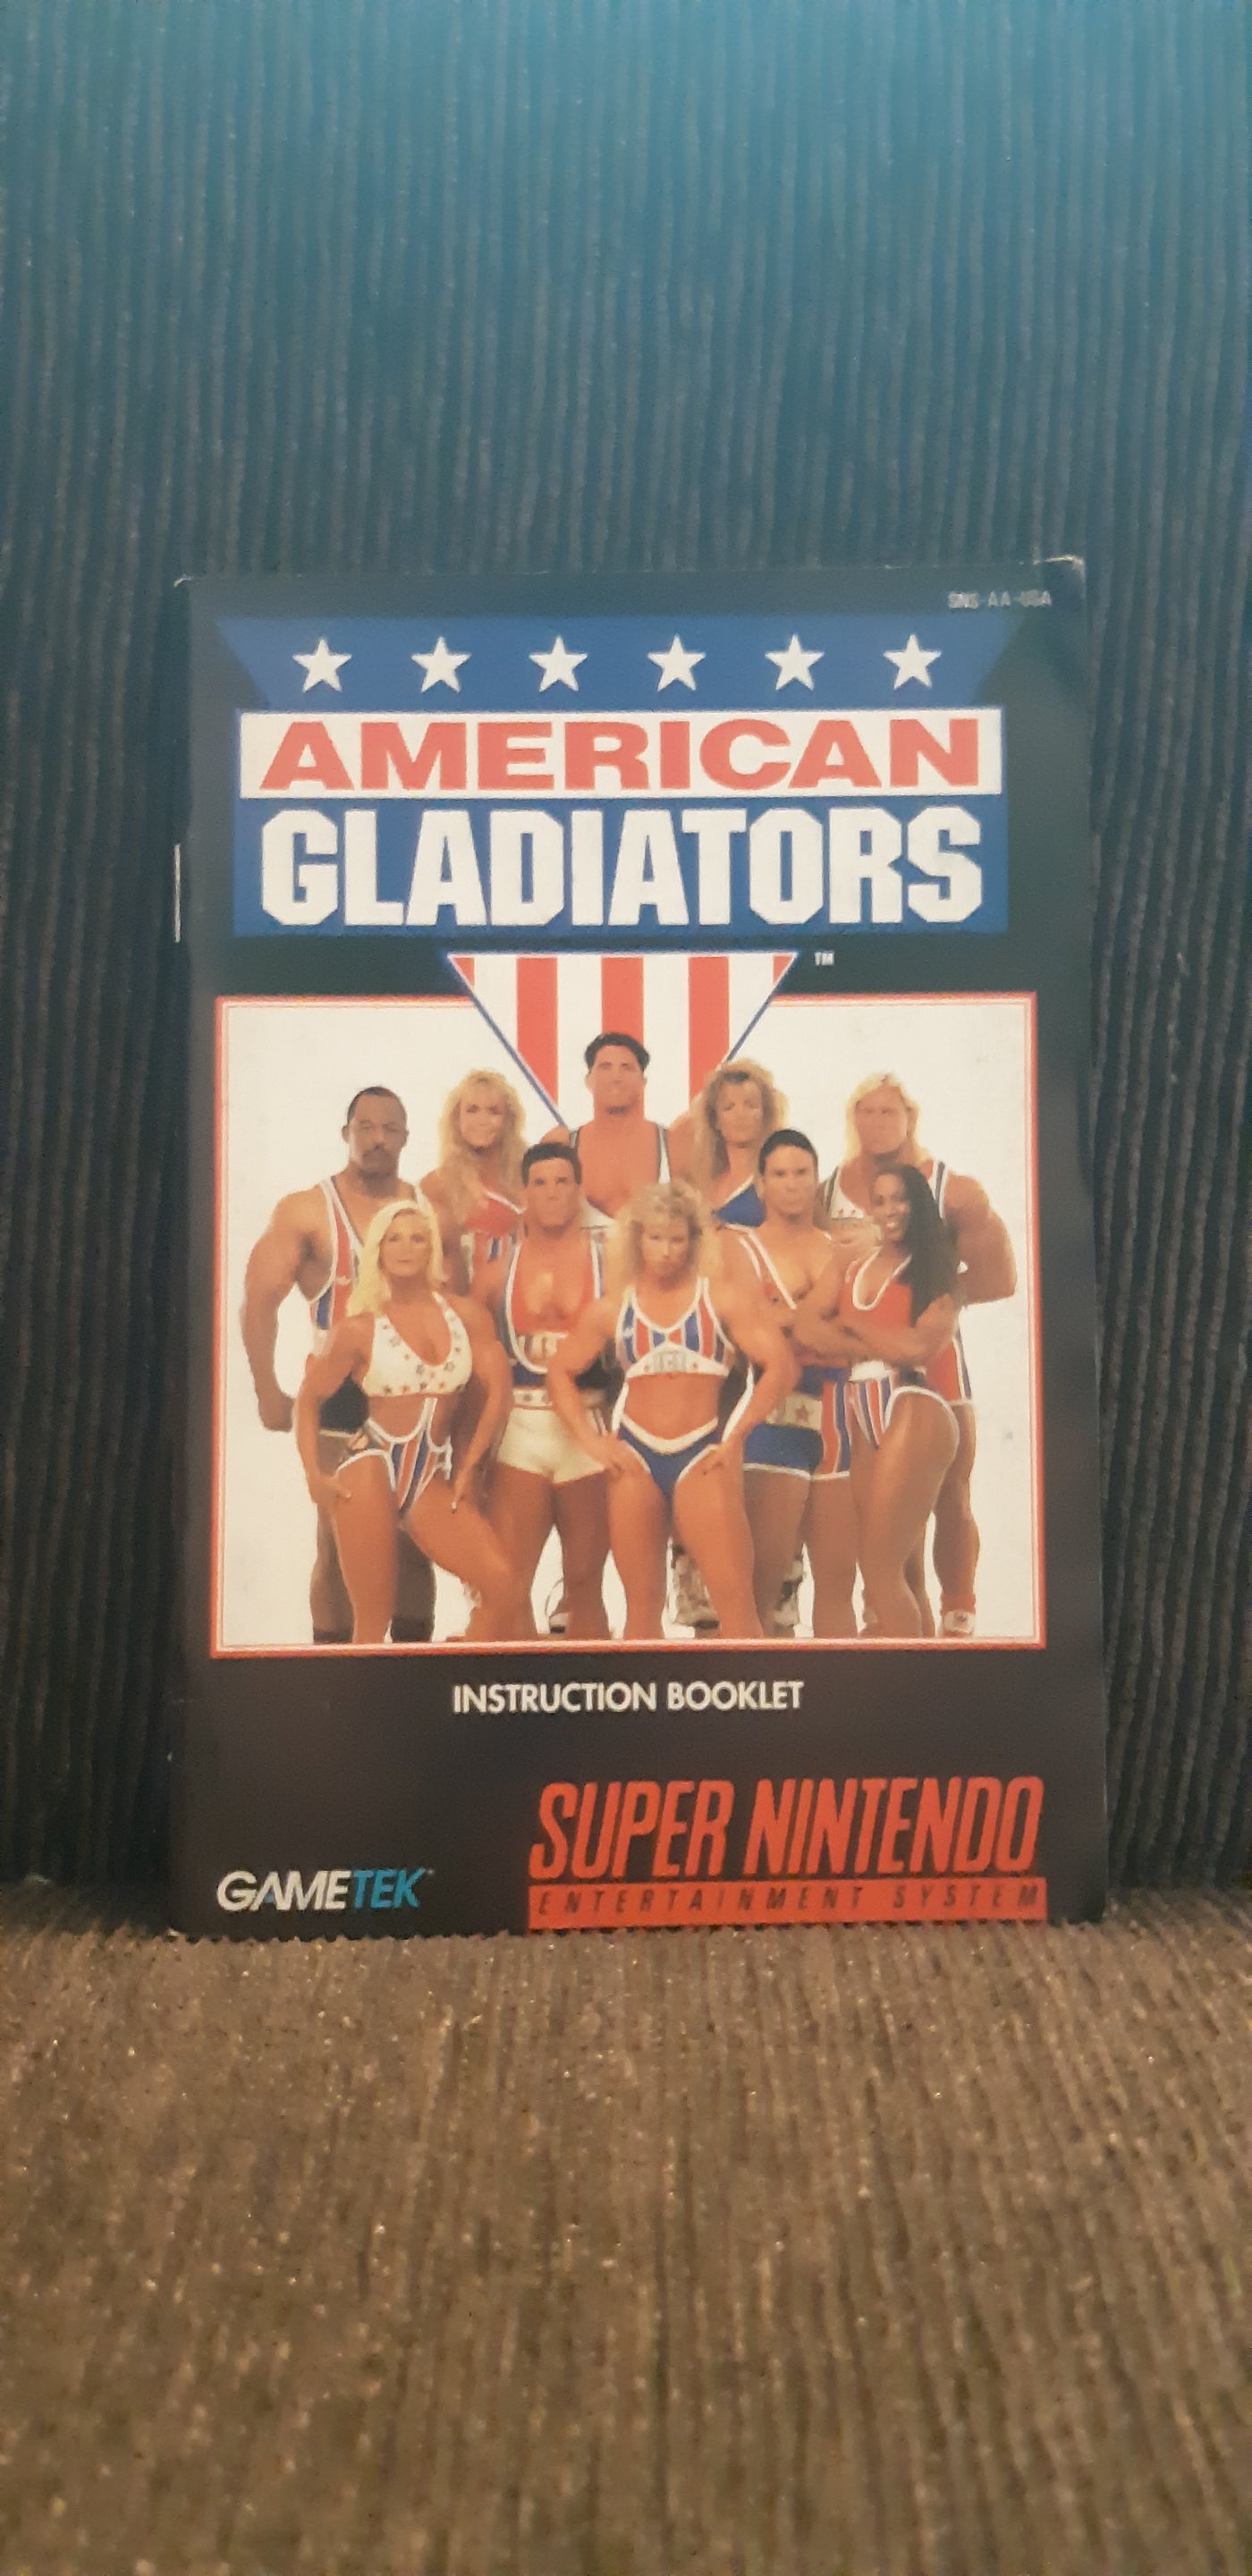 SNS-AA-USA
AMERICAN
GLADIATORS
TM
INSTRUCTION BOOKLET
SUPER NINTENDO
GAMETEK
ENTERTAINMENT SYSTEM